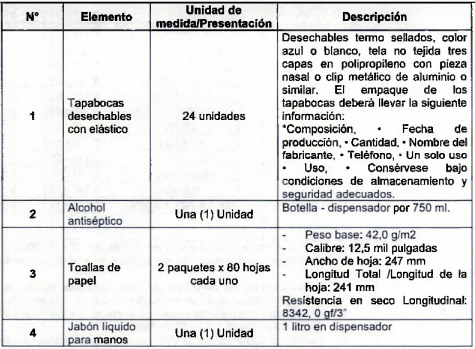 N° Elemento Unidad de medida/Presentación Descripción
1 Tapabocas desechables con elástico 24 unidades
Desechables termo sellados, color
azul o blanco, tela no tejida tres
capas en polipropileno con pieza
nasal o clip metálico de aluminio o
similar. El empaque de los
tapabocas deberá llevar la siguiente
información:
*Composición, • Fecha de
producción, • Cantidad, • Nombre del
fabricante, • Teléfono, • Un solo uso
• Uso, • Consérvese bajo
condiciones de almacenamiento y
seguridad adecuados.
2 Alcohol antiséptico Una (1) Unidad Botella - dispensador por 750 ml.
3 Toallas de papel 2 paquetes x 80 hojas cada uno
- Peso base: 42,0 g/m2
- Calibre: 12,5 mil pulgadas
- Ancho de hoja: 247 mm
- Longitud Total /Longitud de la
hoja: 241 mm
Resistencia en seco Longitudinal:
8342, 0 gf/3"
4 Jabón líquido para manos Una (1) Unidad 1 litro en dispensador